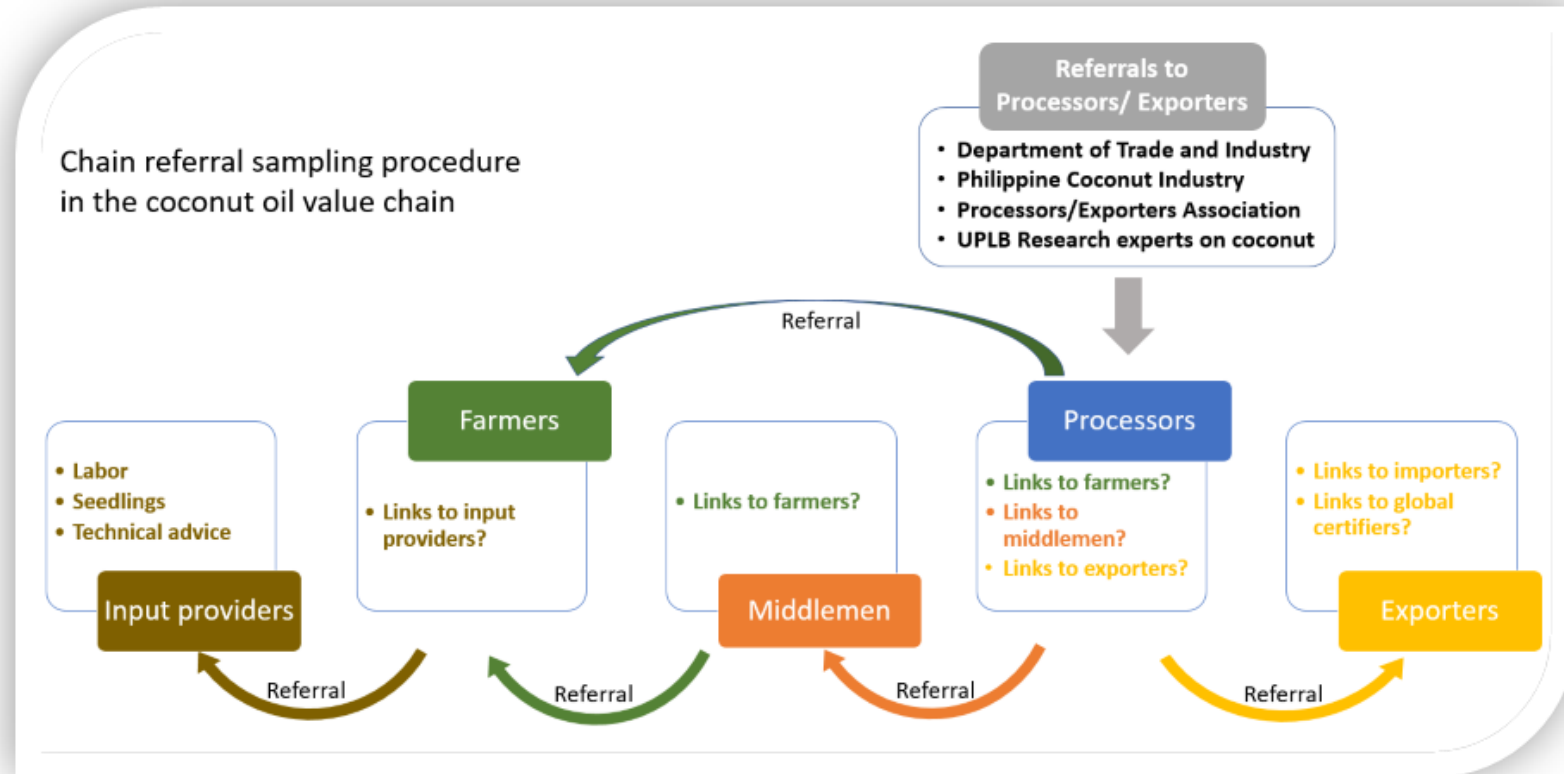 Referrals to
Processors/ Exporters
Chain referral sampling procedure
in the coconut oil value chain
• Department of Trade and Industry
• Philippine Coconut Industry
• Processors/Exporters Association
• UPLB Research experts on coconut
Referral
Farmers
Processors
• Labor
• Seedlings
• Technical advice
Input providers
• Links to input
providers?
• Links to farmers?
Middlemen
• Links to farmers?
• Links to
middlemen?
• Links to exporters?
• Links to importers?
• Links to global
certifiers?
Exporters
Referral
Referral
Referral
Referral